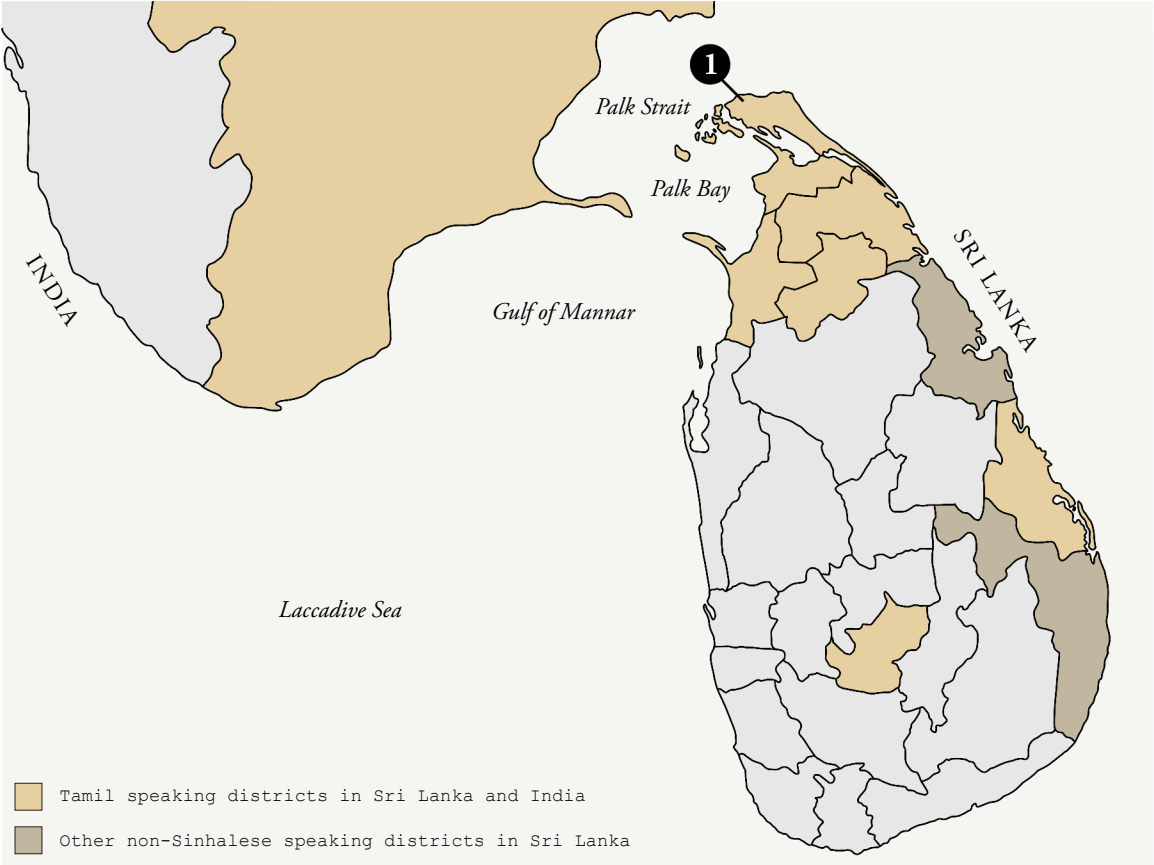 1
Palk Strait
Palk Bay
SRI LANKA
INDIA
Gulf of Mannar
Laccadive Sea
Tamil speaking districts in Sri Lanka and India
Other non-Sinhalese speaking districts in Sri Lanka